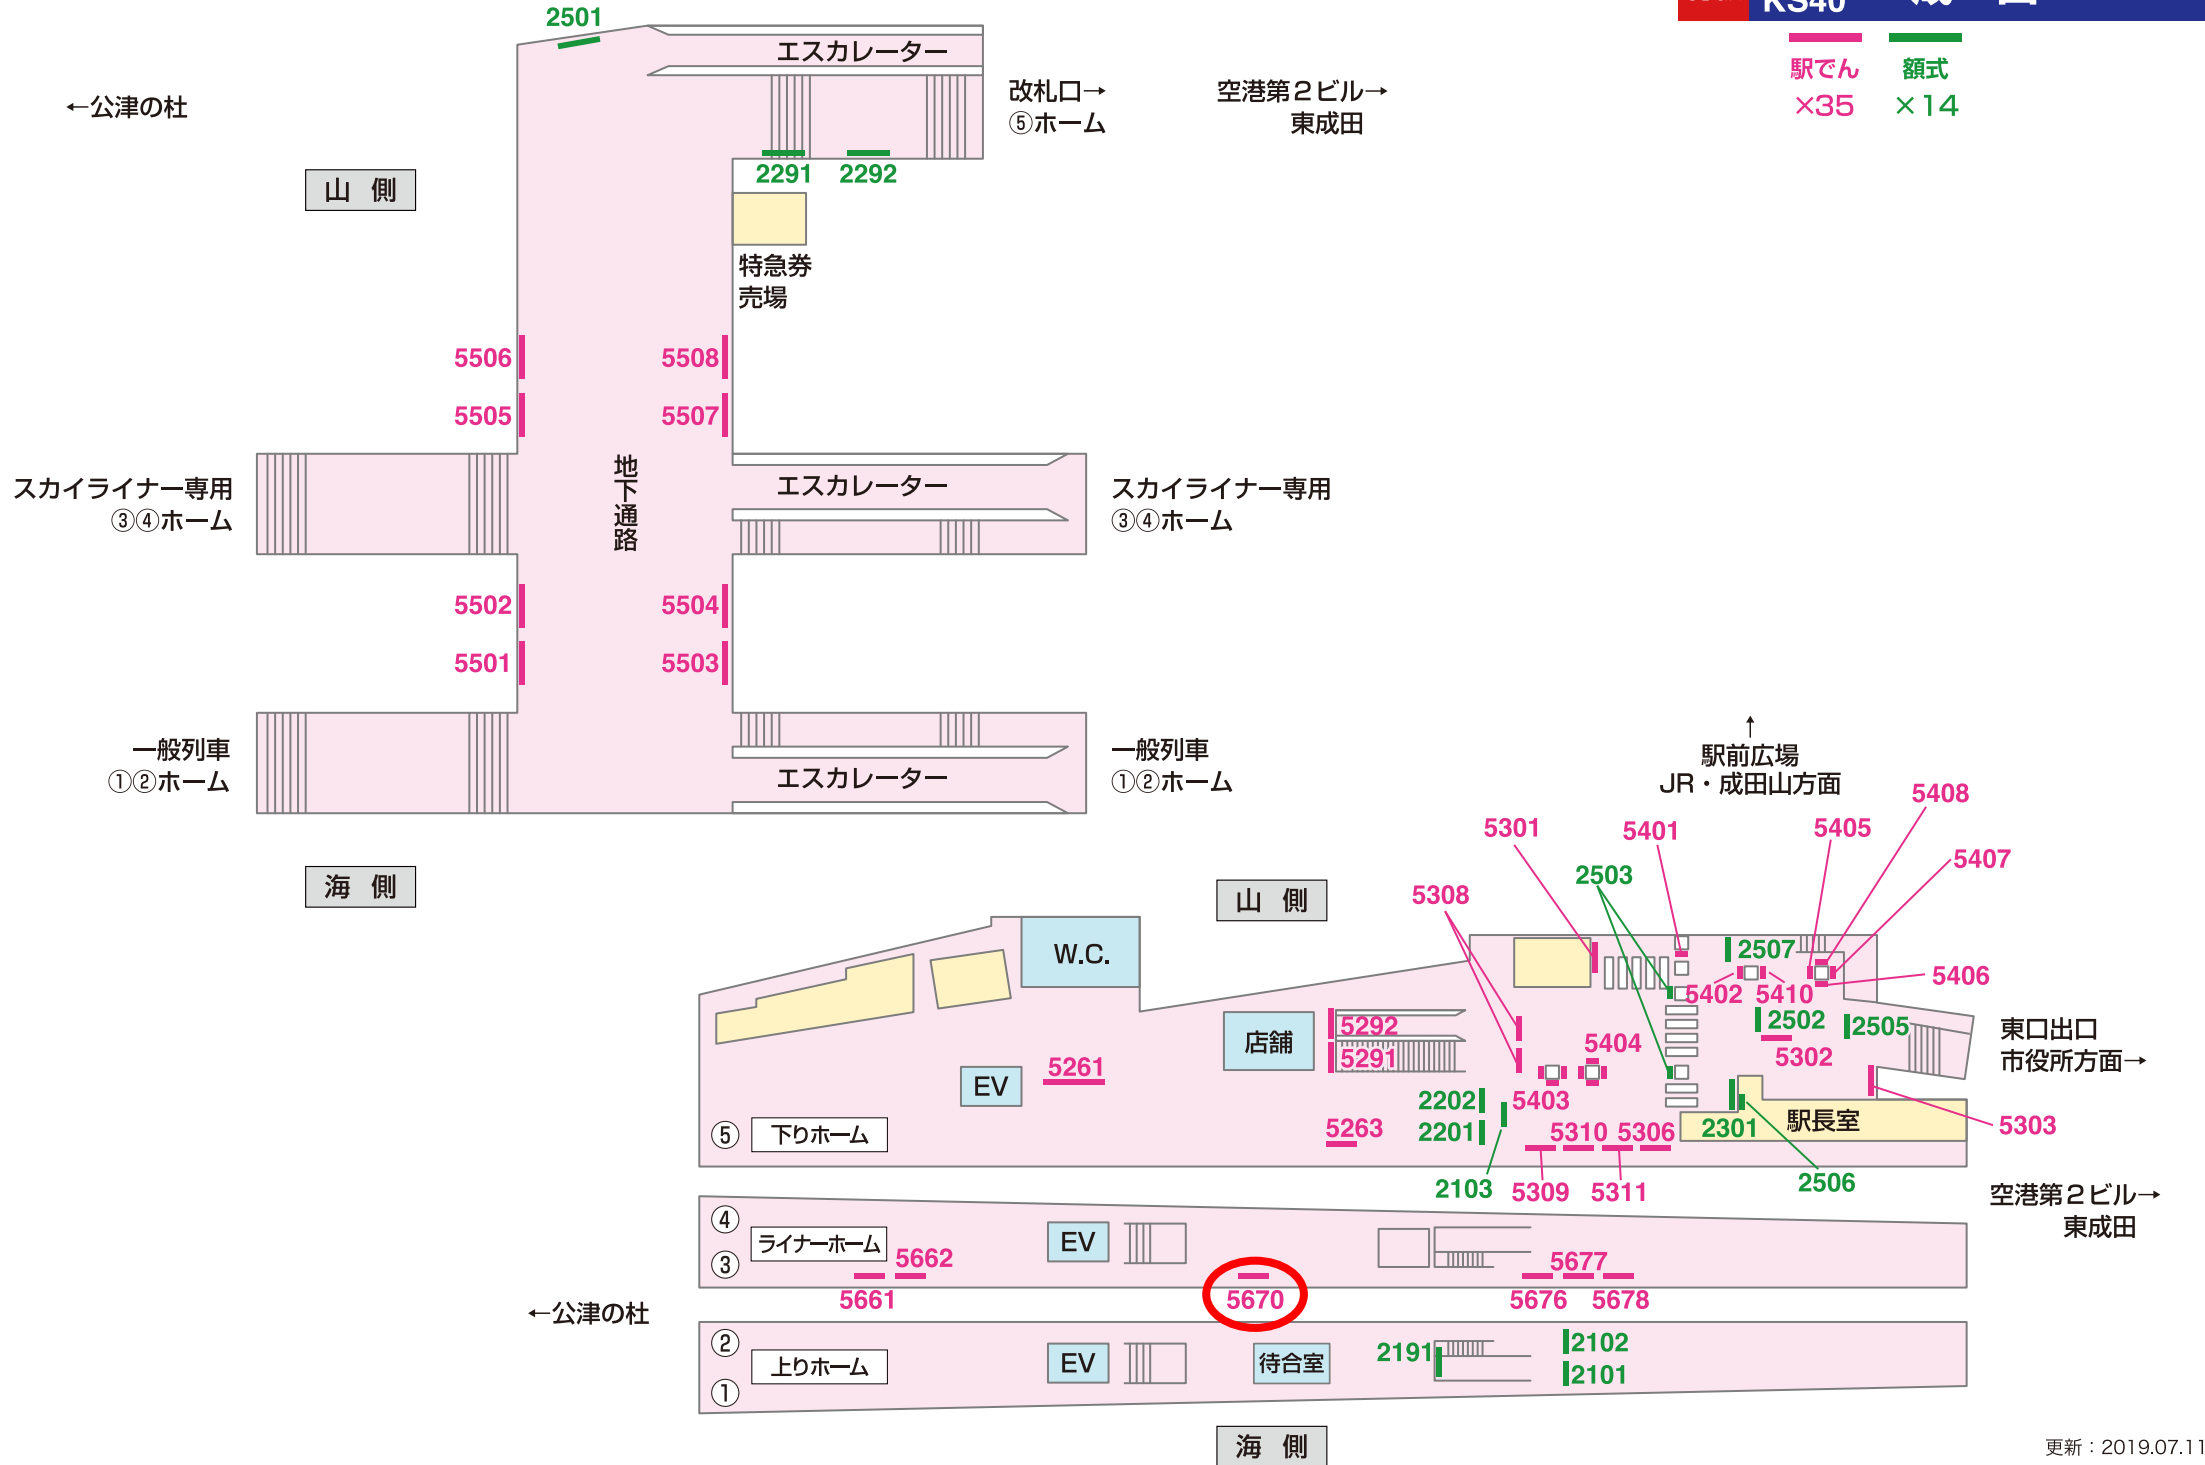 KS40
駅でん
×35
額式
×14
2501
エスカレーター
←公津の杜
改札口→
⑤ホーム
空港第2ビル→
東成田
2291
2292
山 側
特急券
売場
5506
5508
5505
5507
地下通路
スカイライナー専用
③④ホーム
エスカレーター
スカイライナー専用
③④ホーム
5502
5504
5501
5503
一般列車
①②ホーム
エスカレーター
一般列車
①②ホーム
海 側
↑
駅前広場
JR・成田山方面
5408
5301
5401
5405
5407
2503
5308
山 側
W.C.
2507
5406
5402
5410
店舗
5292
5291
2502
2505
東口出口
市役所方面→
5404
5302
5261
EV
2202
5403
2201
5263
5310
5306
2301
駅長室
5303
⑤
下りホーム
2103
5309
5311
2506
空港第2ビル→
東成田
④
③
ライナーホーム
5662
EV
5677
5661
5670
5676
5678
←公津の杜
②
①
上りホーム
EV
待合室
2191
2102
2101
海 側
更新：2019.07.11